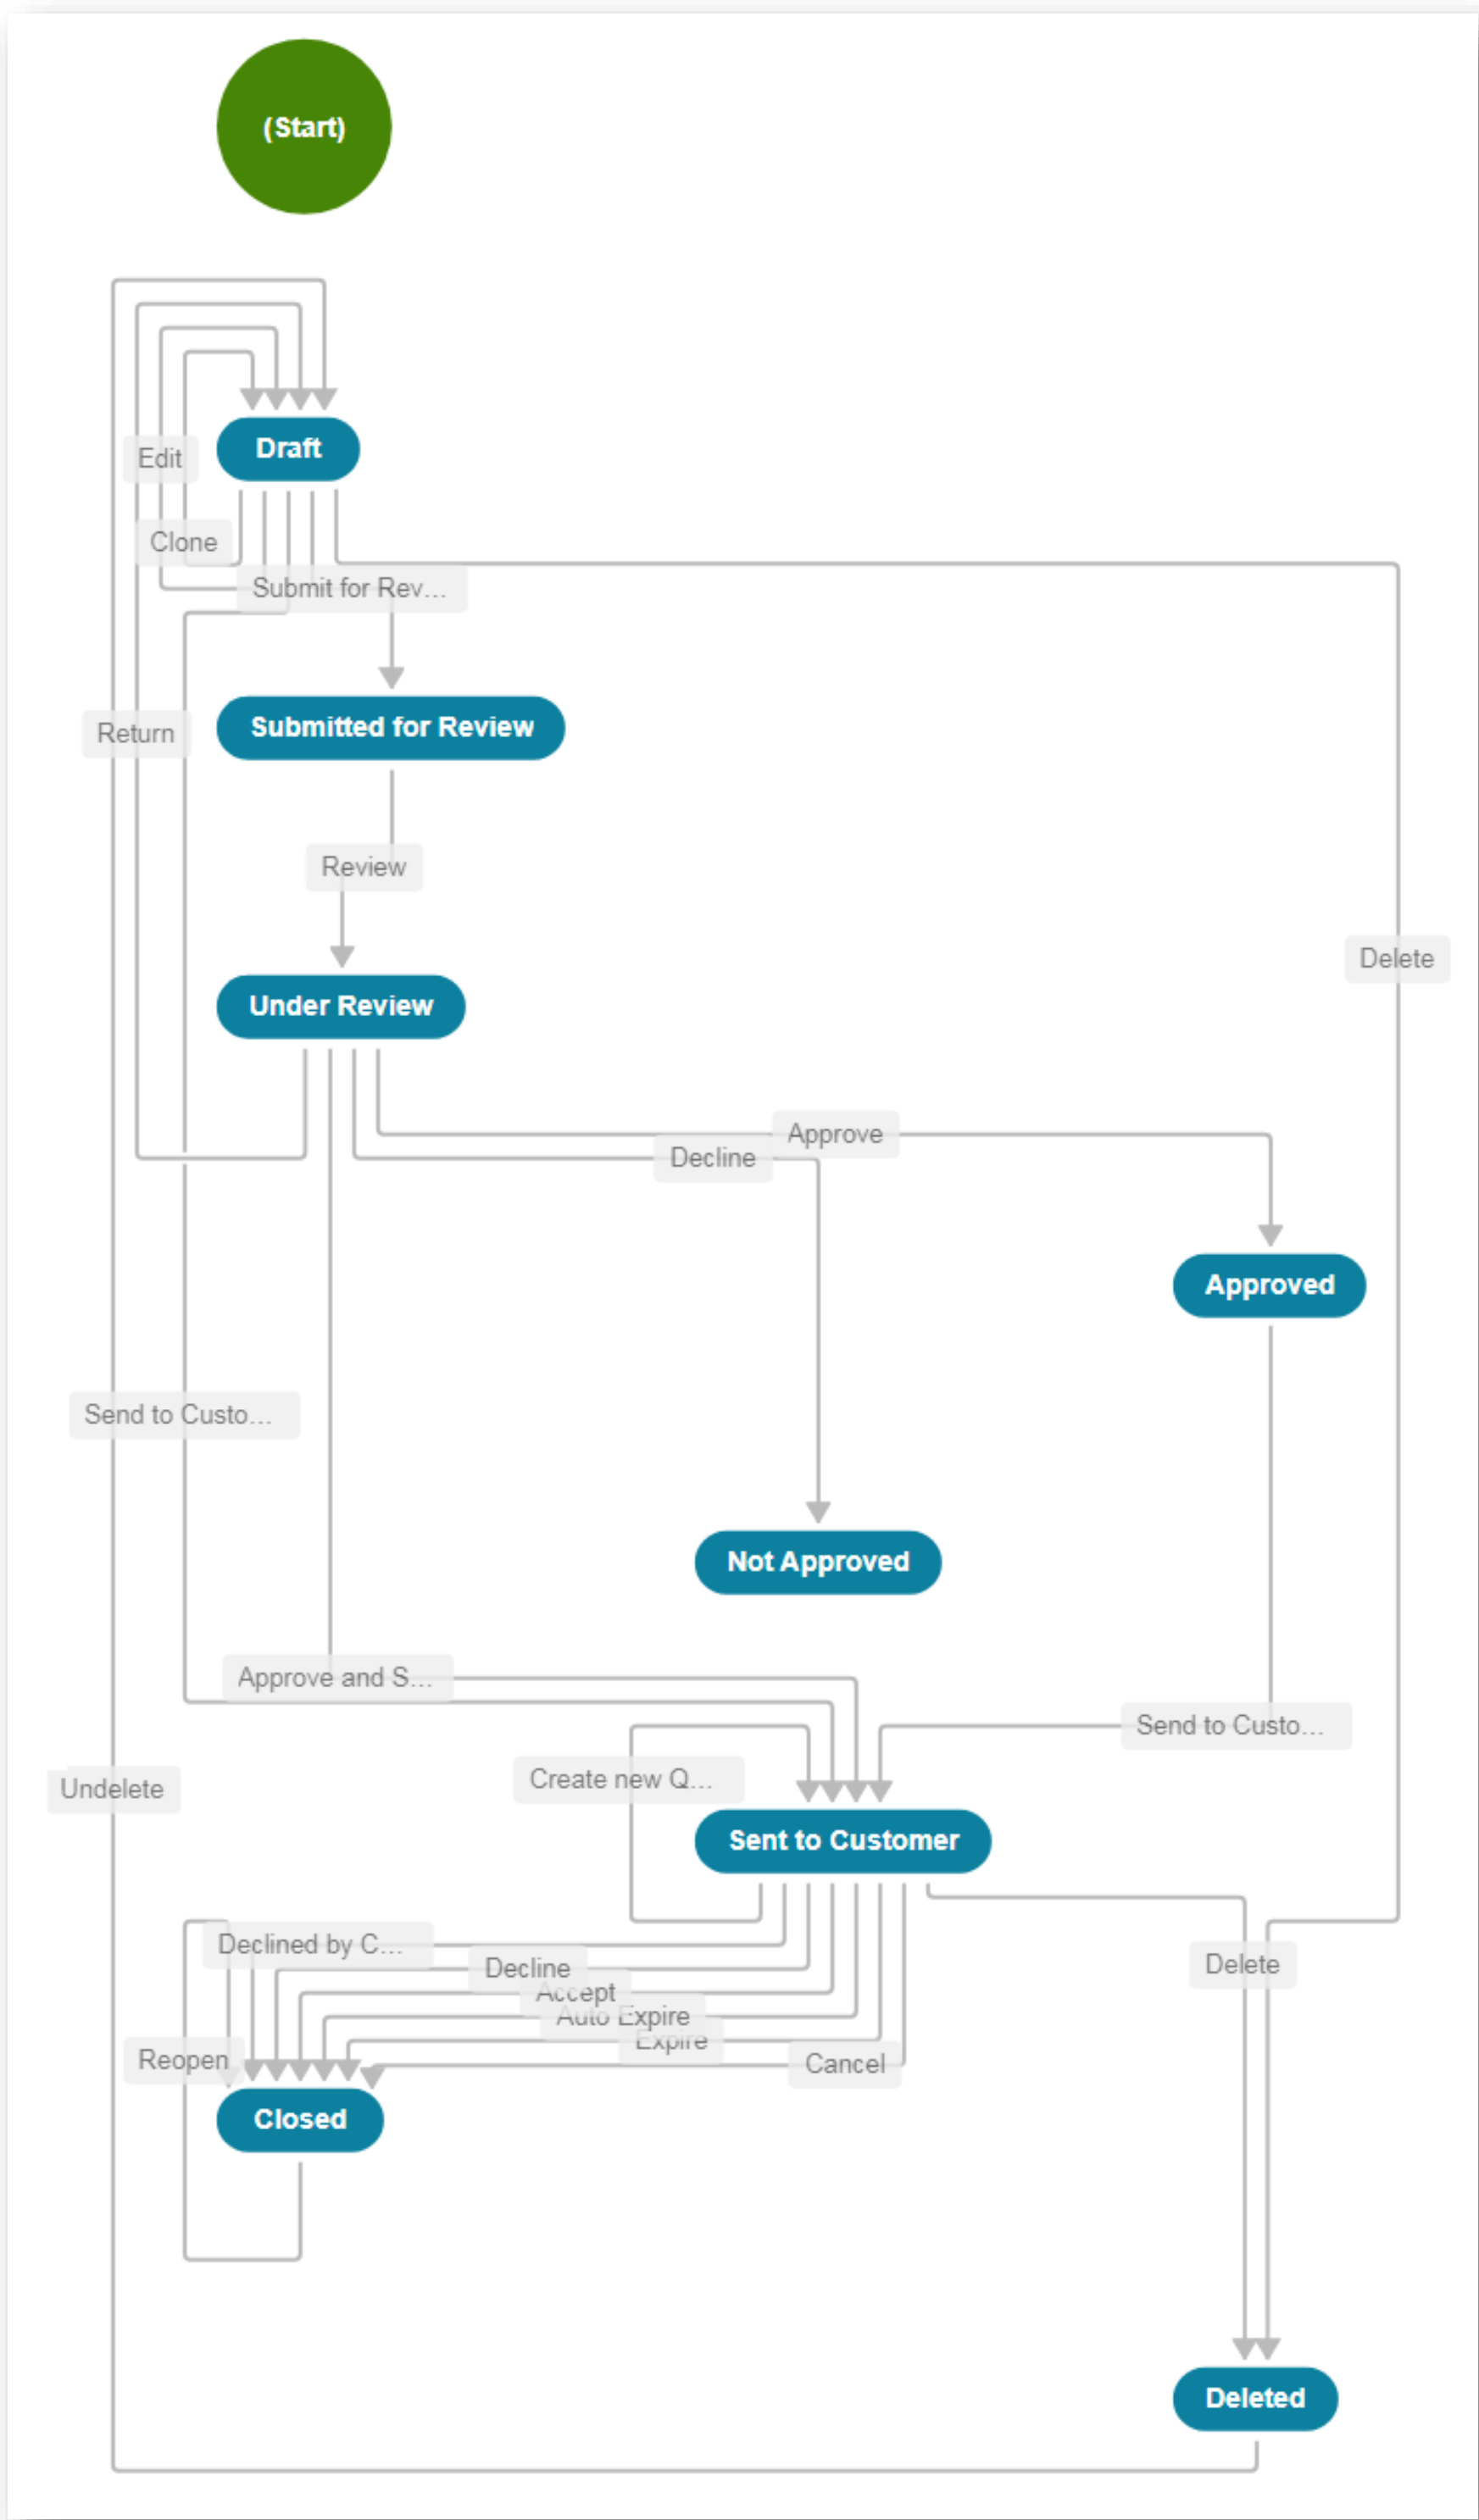 (Start)
Draft
Edit
Clone
Submit for Rev...
Submitted for Review
Return
Review
Delete
Under Review
Approve
Decline
Approved
Send to Custo...
Not Approved
Approve and S...
Send to Custo...
Create new Q...
Undelete
Sent to Customer
Declined by C...
Decline
Delete
Accept
Auto Expire
Expire
Reopen
Cancel
Closed
Deleted